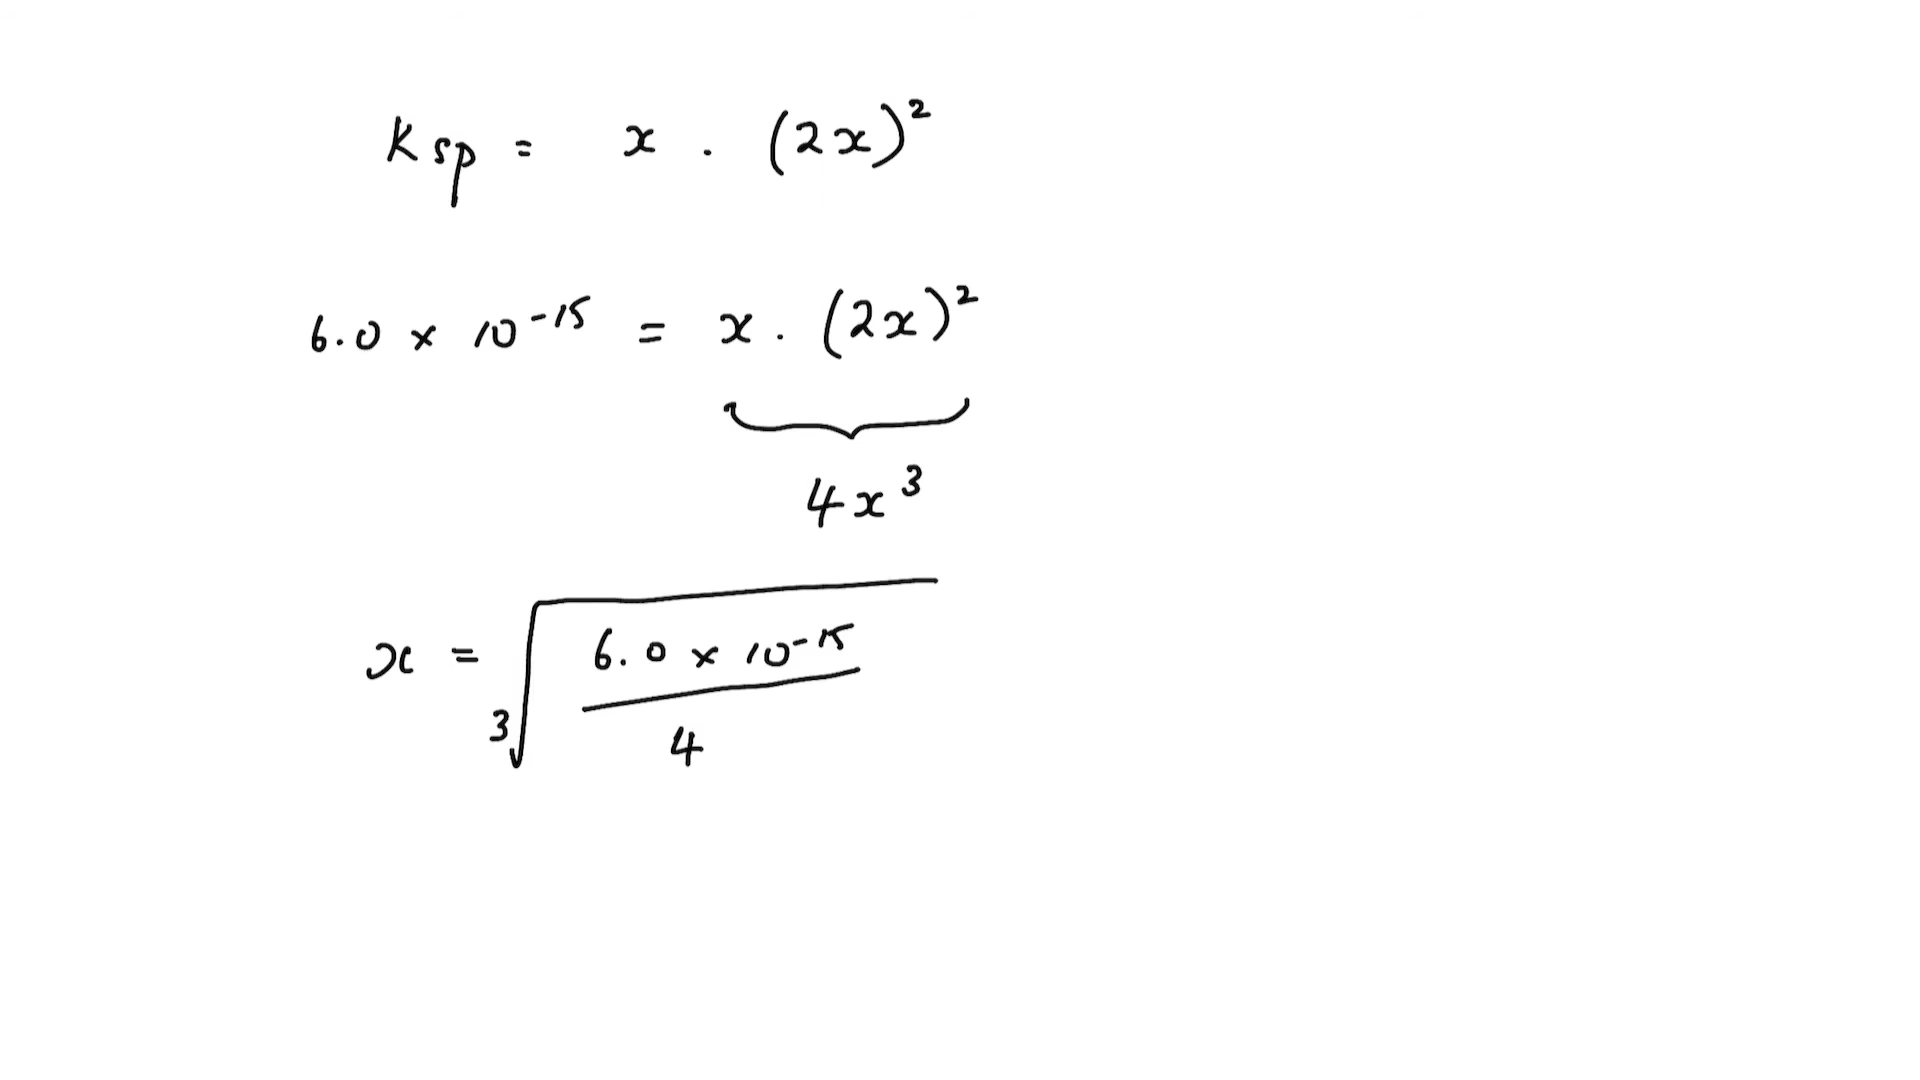 Ksp = x . (2x)²
6.0 × 10⁻¹⁵ = x . (2x)²
4x³
x = ∛(6.0 × 10⁻¹⁵ / 4)